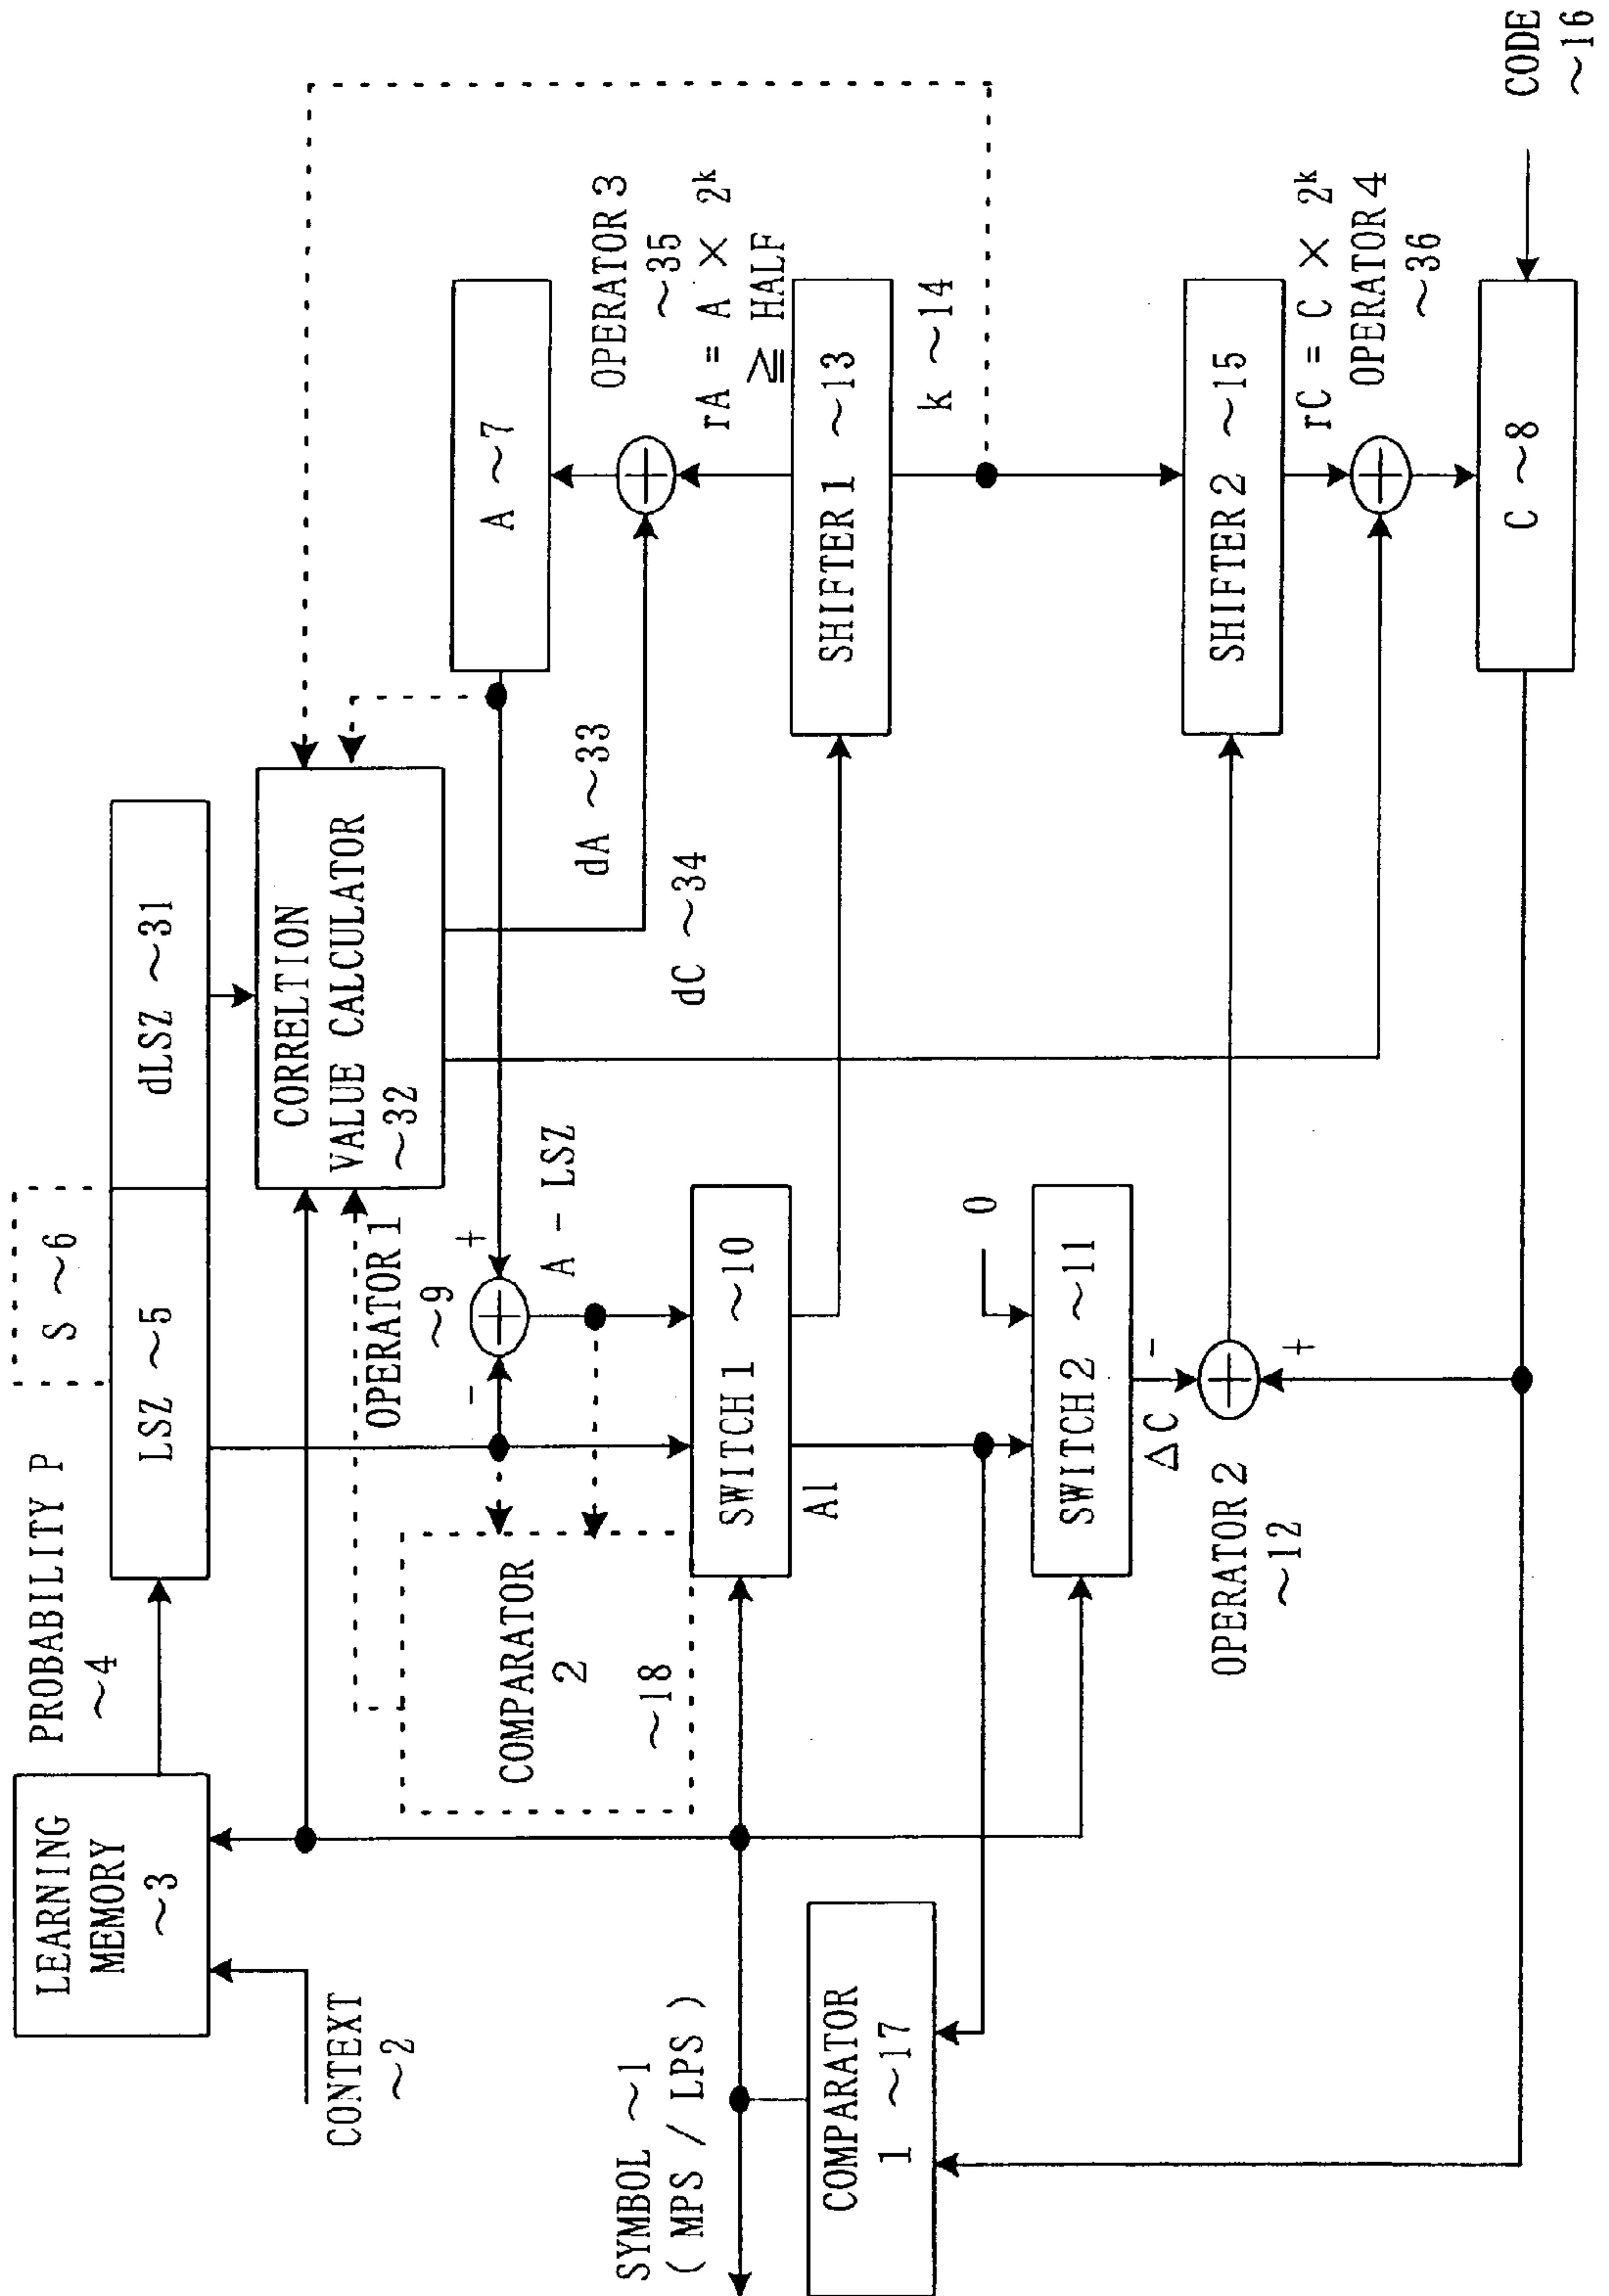 LEARNING
MEMORY
~3
CONTEXT
~2
PROBABILITY P
~4
S ~6
LSZ ~5
dLSZ ~31
CORRELTION
VALUE CALCULATOR
~32
OPERATOR 1
~9
-
+
A - LSZ
COMPARATOR
2
~18
SWITCH 1 ~10
A1
dA ~33
dC ~34
A ~7
OPERATOR 3
~35
rA = A × 2ᵏ
≧ HALF
SHIFTER 1 ~13
k ~14
SYMBOL ~1
( MPS / LPS )
COMPARATOR
1 ~17
0
SWITCH 2 ~11
ΔC
-
+
OPERATOR 2
~12
SHIFTER 2 ~15
rC = C × 2ᵏ
OPERATOR 4
~36
C ~8
CODE
~16